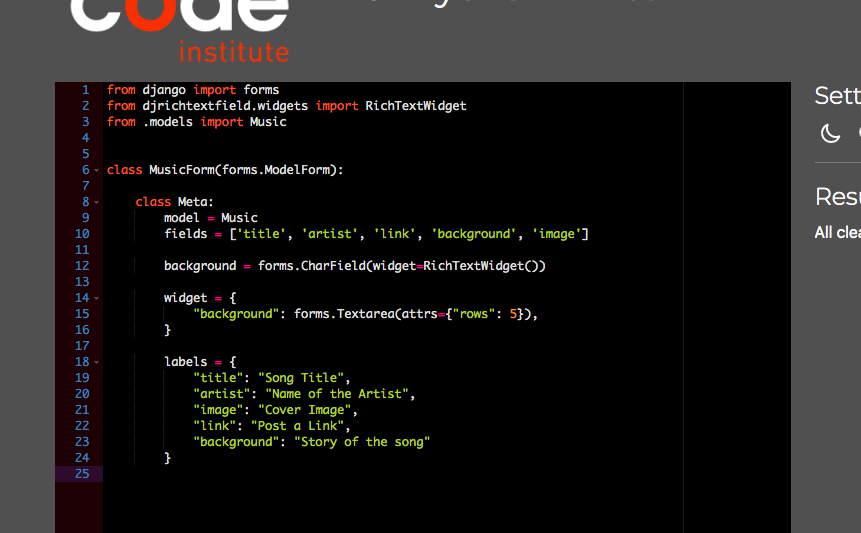 code
institute
Sett
1 from django import forms
2 from djrichtextfield.widgets import RichTextWidget
3 from .models import Music
4
5
6 class MusicForm(forms.ModelForm):
7
8 class Meta:
9 model = Music
10 fields = ['title', 'artist', 'link', 'background', 'image']
11
12 background = forms.CharField(widget=RichTextWidget())
13
14 widget = {
15 "background": forms.Textarea(attrs={"rows": 5}),
16 }
17
18 labels = {
19 "title": "Song Title",
20 "artist": "Name of the Artist",
21 "image": "Cover Image",
22 "link": "Post a Link",
23 "background": "Story of the song"
24 }
25
Resu
All clea